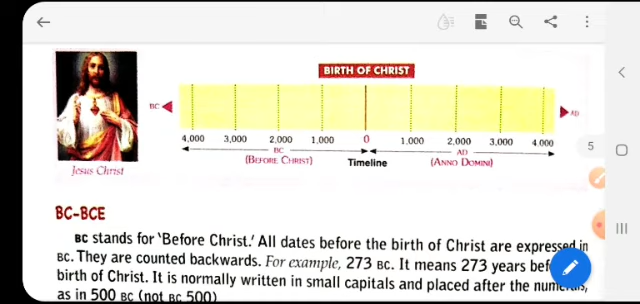 BIRTH OF CHRIST
BC
AD
4,000 3,000 2,000 1,000 0 1,000 2,000 3,000 4,000
BC
AD
(BEFORE CHRIST) Timeline (ANNO DOMINI)
Jesus Christ
5
BC-BCE
BC stands for 'Before Christ.' All dates before the birth of Christ are expressed in
BC. They are counted backwards. For example, 273 BC. It means 273 years
birth of Christ. It is normally written in small capitals and placed after the
as in 500 BC (not BC 500)